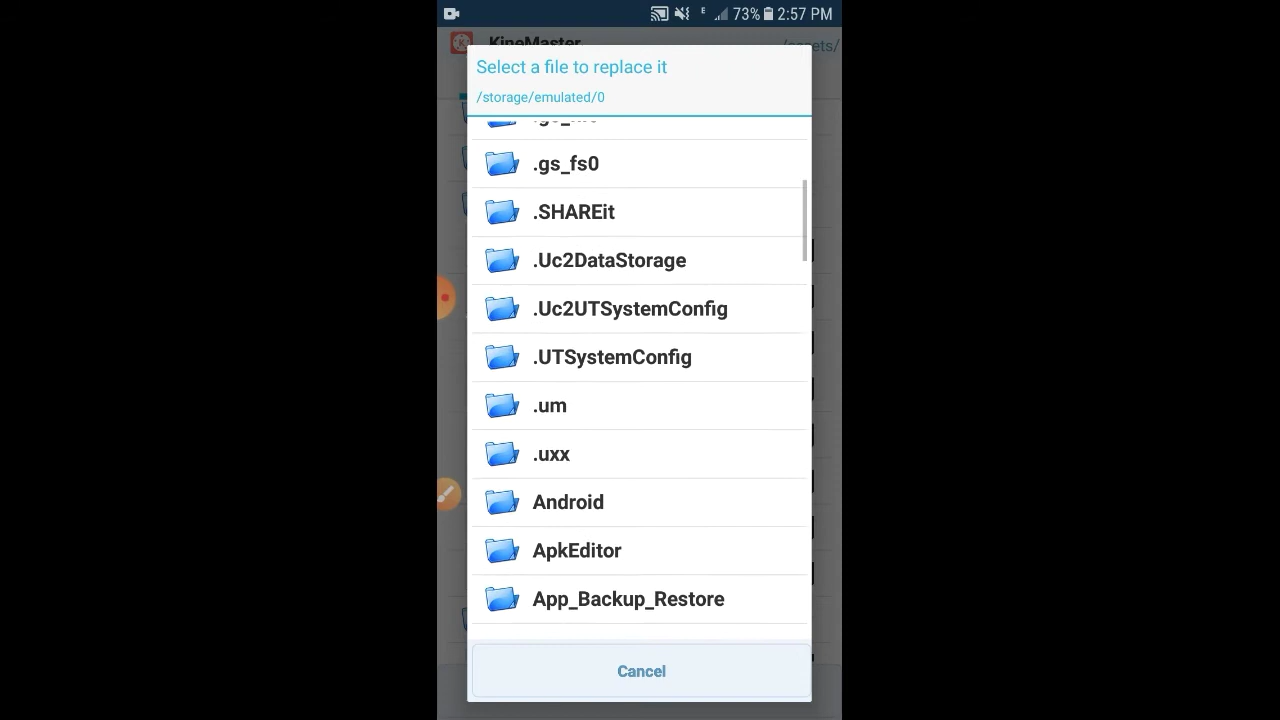 E 73% 2:57 PM
KineMaster
/assets/
Select a file to replace it
/storage/emulated/0
.gs_fs0
.SHAREit
.Uc2DataStorage
.Uc2UTSystemConfig
.UTSystemConfig
.um
.uxx
Android
ApkEditor
App_Backup_Restore
Cancel